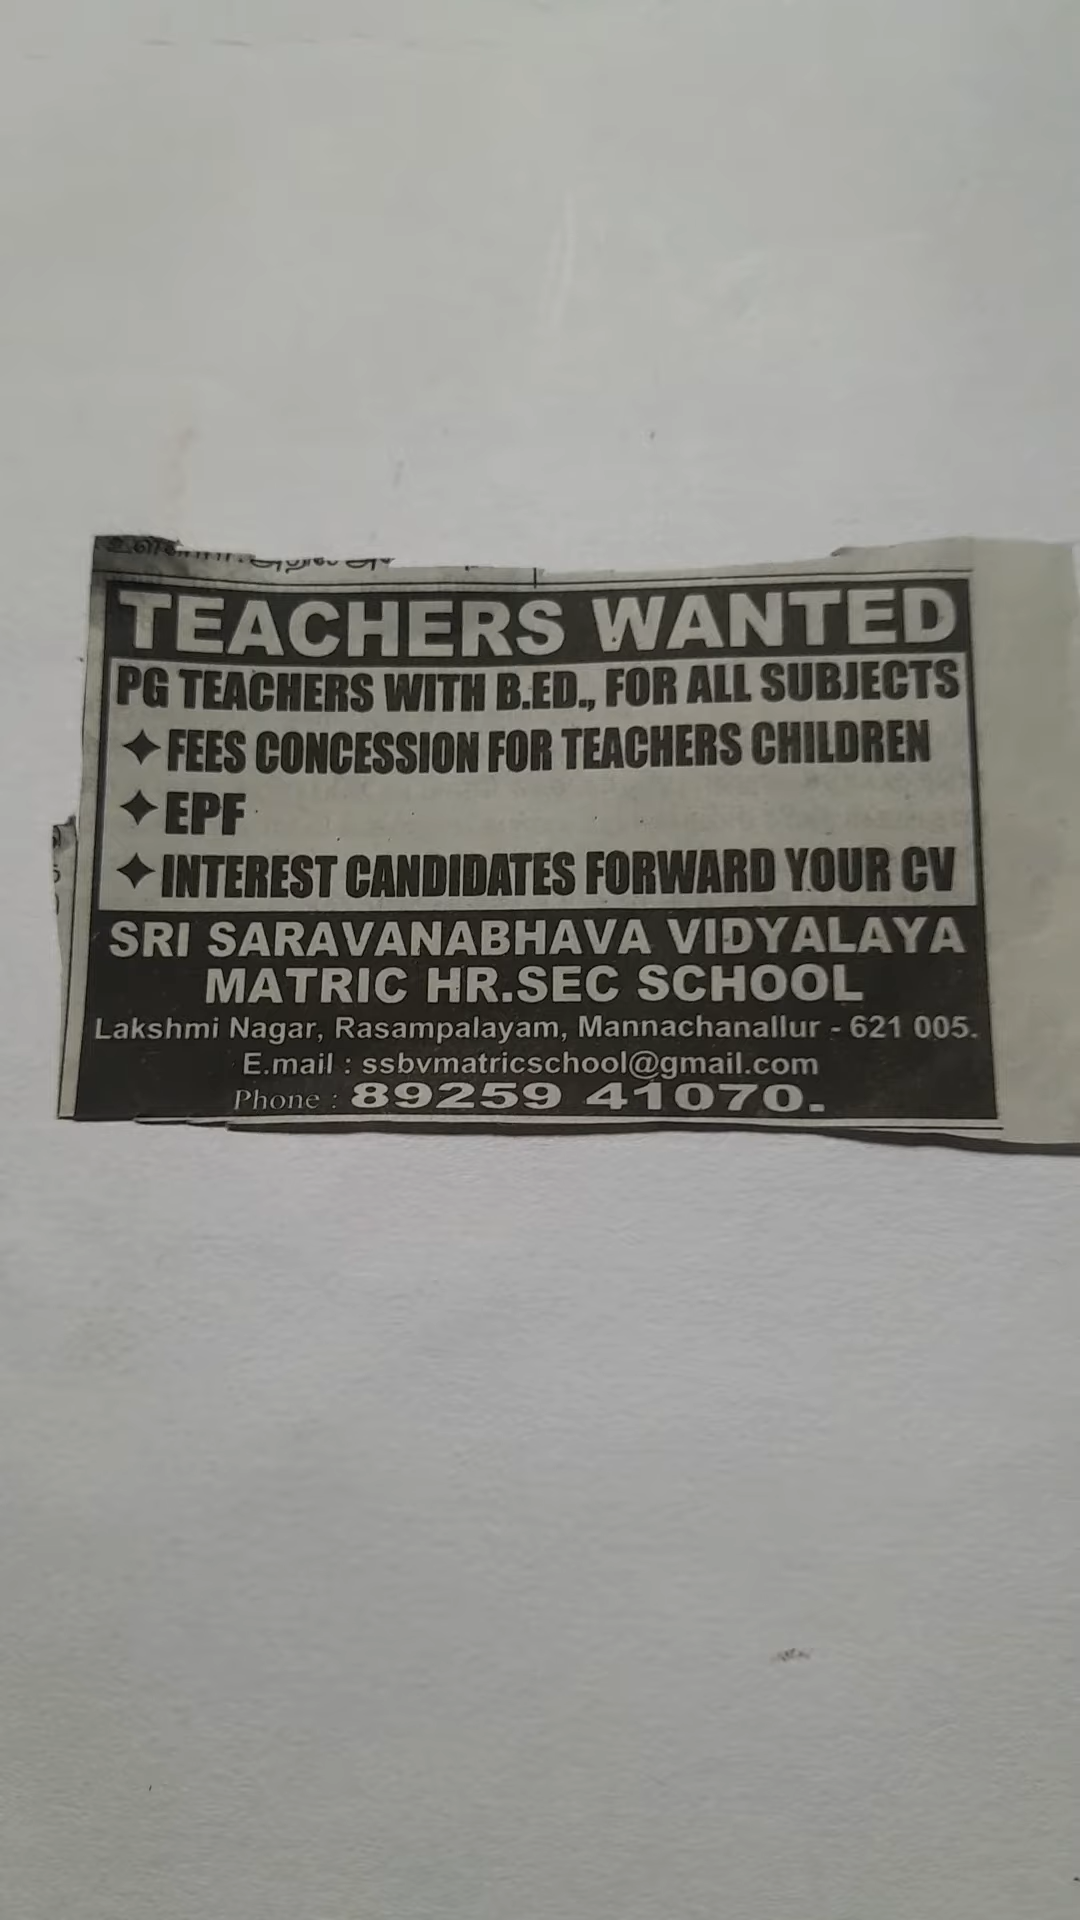 TEACHERS WANTED
PG TEACHERS WITH B.ED., FOR ALL SUBJECTS
✦ FEES CONCESSION FOR TEACHERS CHILDREN
✦ EPF
✦ INTEREST CANDIDATES FORWARD YOUR CV
SRI SARAVANABHAVA VIDYALAYA
MATRIC HR.SEC SCHOOL
Lakshmi Nagar, Rasampalayam, Mannachanallur - 621 005.
E.mail : ssbvmatricschool@gmail.com
Phone : 89259 41070.